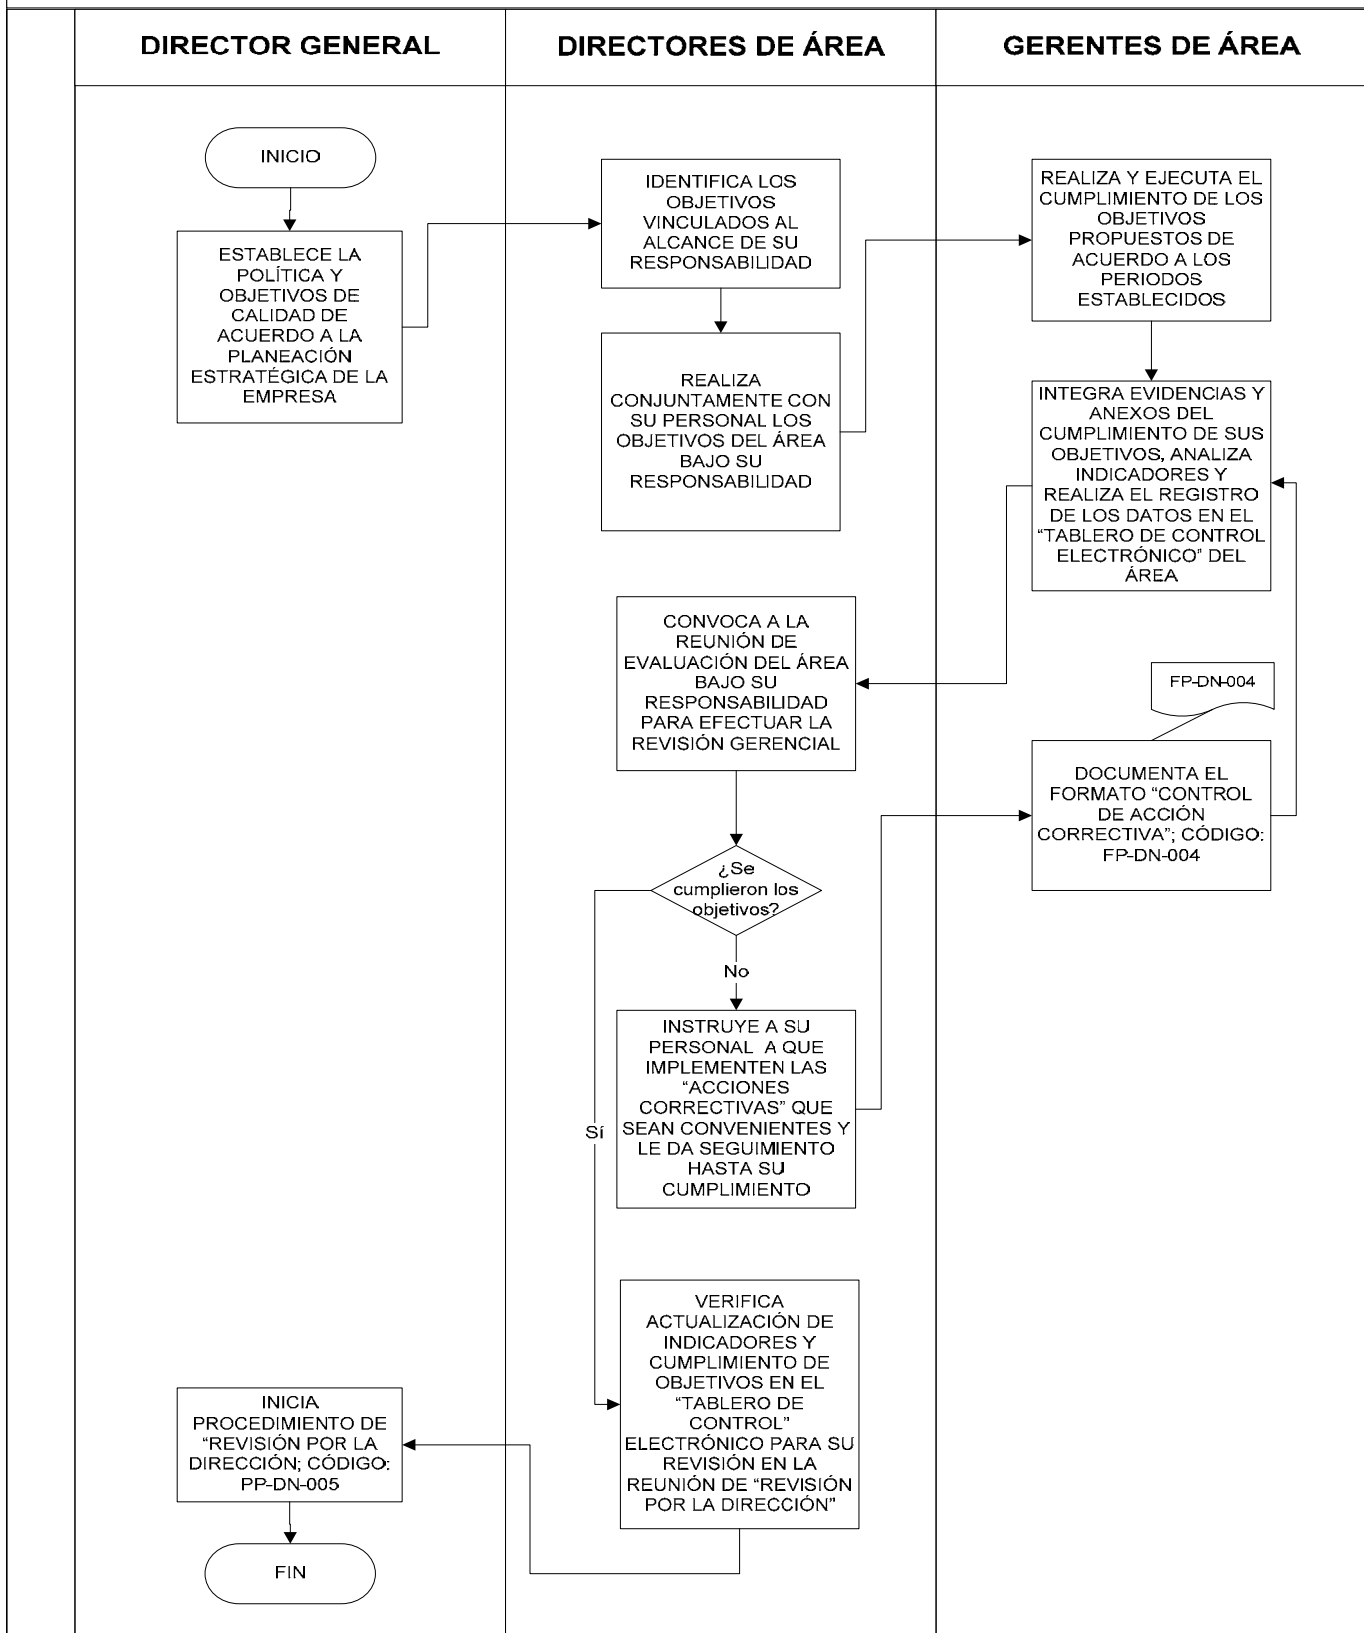 DIRECTOR GENERAL
DIRECTORES DE ÁREA
GERENTES DE ÁREA
INICIO
ESTABLECE LA
POLÍTICA Y
OBJETIVOS DE
CALIDAD DE
ACUERDO A LA
PLANEACIÓN
ESTRATÉGICA DE LA
EMPRESA
IDENTIFICA LOS
OBJETIVOS
VINCULADOS AL
ALCANCE DE SU
RESPONSABILIDAD
REALIZA
CONJUNTAMENTE CON
SU PERSONAL LOS
OBJETIVOS DEL ÁREA
BAJO SU
RESPONSABILIDAD
REALIZA Y EJECUTA EL
CUMPLIMIENTO DE LOS
OBJETIVOS
PROPUESTOS DE
ACUERDO A LOS
PERIODOS
ESTABLECIDOS
INTEGRA EVIDENCIAS Y
ANEXOS DEL
CUMPLIMIENTO DE SUS
OBJETIVOS, ANALIZA
INDICADORES Y
REALIZA EL REGISTRO
DE LOS DATOS EN EL
“TABLERO DE CONTROL
ELECTRÓNICO” DEL
ÁREA
CONVOCA A LA
REUNIÓN DE
EVALUACIÓN DEL ÁREA
BAJO SU
RESPONSABILIDAD
PARA EFECTUAR LA
REVISIÓN GERENCIAL
¿Se
cumplieron los
objetivos?
No
Sí
INSTRUYE A SU
PERSONAL A QUE
IMPLEMENTEN LAS
“ACCIONES
CORRECTIVAS” QUE
SEAN CONVENIENTES Y
LE DA SEGUIMIENTO
HASTA SU
CUMPLIMIENTO
FP-DN-004
DOCUMENTA EL
FORMATO “CONTROL
DE ACCIÓN
CORRECTIVA”; CÓDIGO:
FP-DN-004
VERIFICA
ACTUALIZACIÓN DE
INDICADORES Y
CUMPLIMIENTO DE
OBJETIVOS EN EL
“TABLERO DE
CONTROL”
ELECTRÓNICO PARA SU
REVISIÓN EN LA
REUNIÓN DE “REVISIÓN
POR LA DIRECCIÓN”
INICIA
PROCEDIMIENTO DE
“REVISIÓN POR LA
DIRECCIÓN; CÓDIGO:
PP-DN-005
FIN